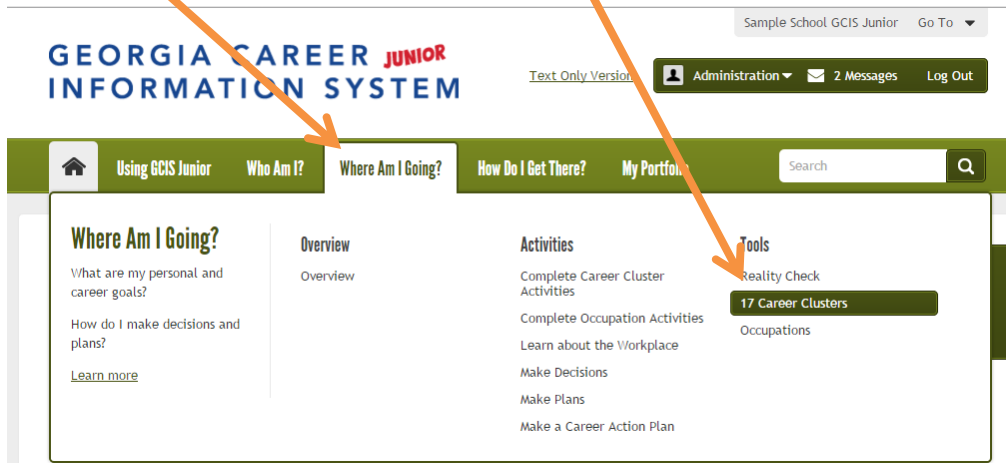 Sample School GCIS Junior Go To
GEORGIA CAREER JUNIOR
INFORMATION SYSTEM
Text Only Version
Administration 2 Messages Log Out
Using GCIS Junior Who Am I? Where Am I Going? How Do I Get There? My Portfolio Search
Where Am I Going?
What are my personal and
career goals?
How do I make decisions and
plans?
Learn more
Overview
Overview
Activities
Complete Career Cluster
Activities
Complete Occupation Activities
Learn about the Workplace
Make Decisions
Make Plans
Make a Career Action Plan
Tools
Reality Check
17 Career Clusters
Occupations